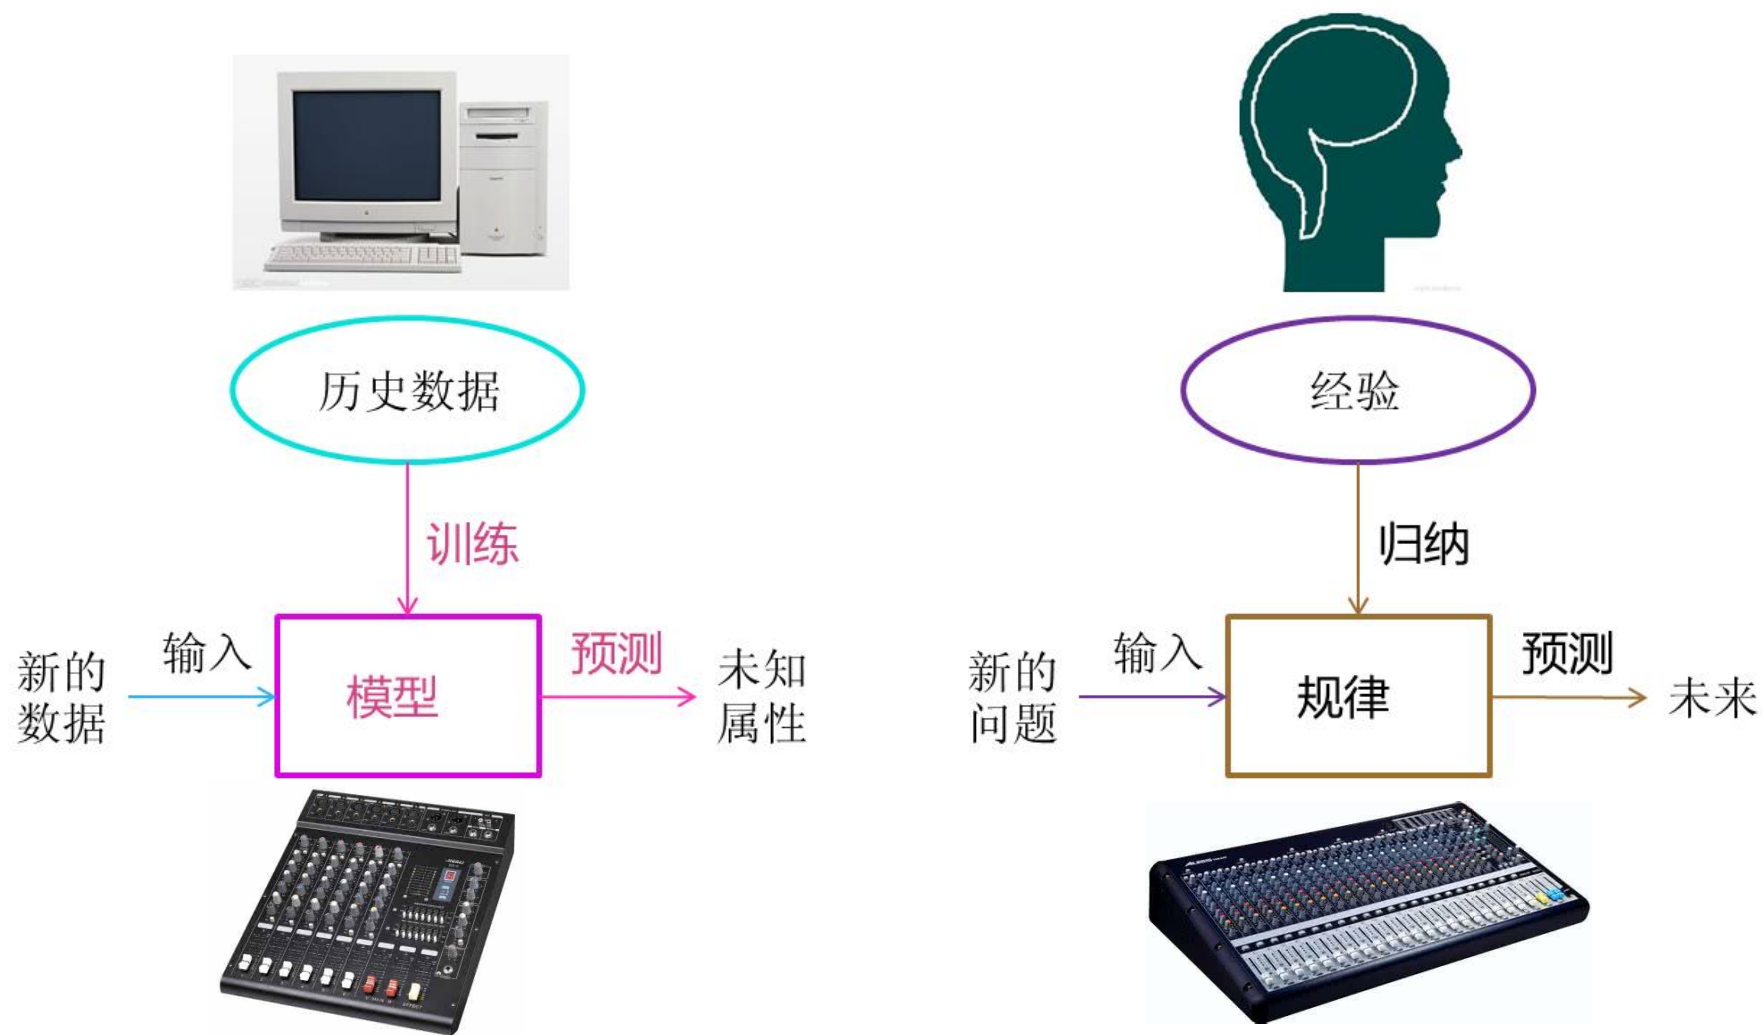 历史数据
训练
新的
数据
输入
模型
预测
未知
属性
经验
归纳
新的
问题
输入
规律
预测
未来
ALESIS